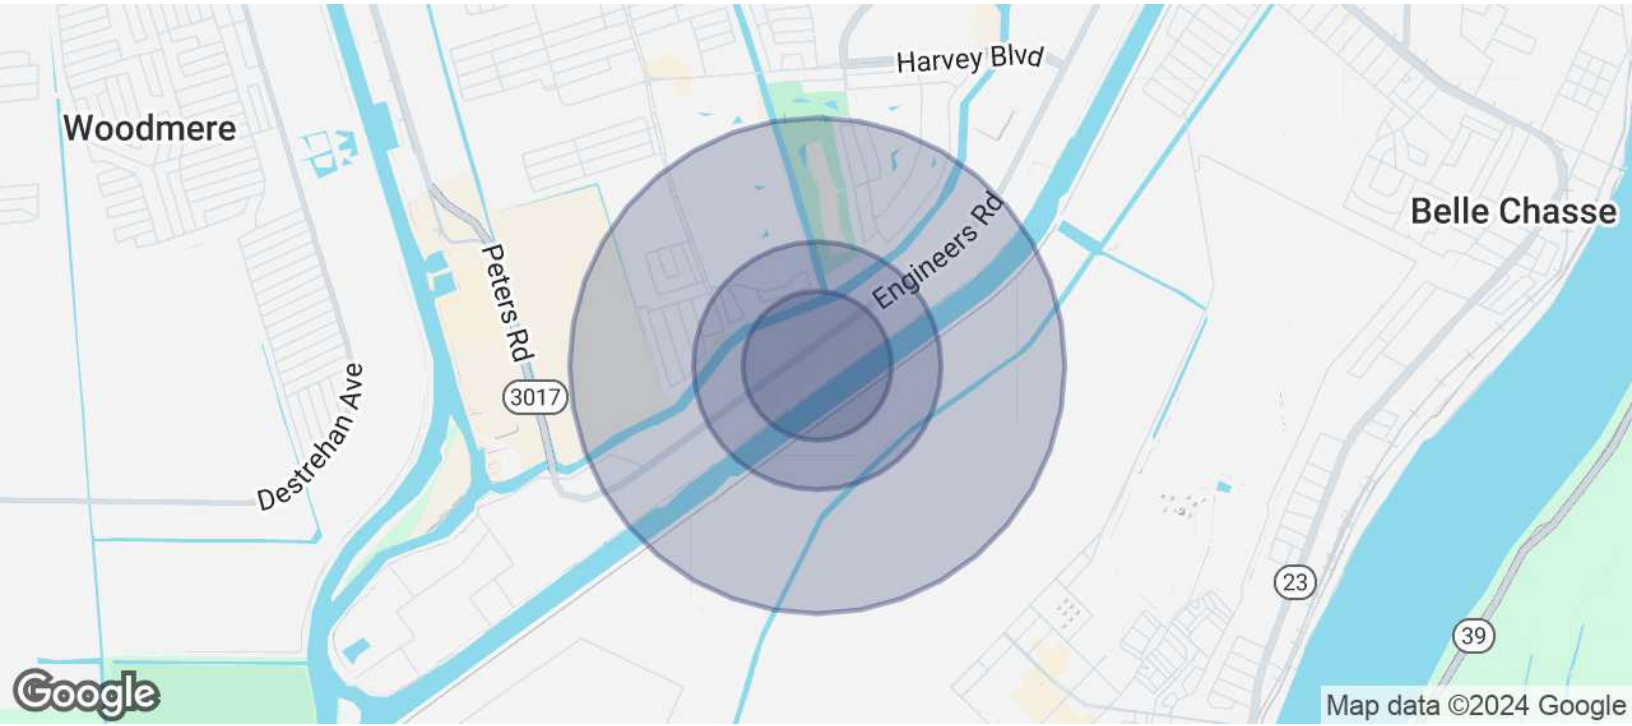 Harvey Blvd
Woodmere
Belle Chasse
Engineers Rd
Peters Rd
3017
Destrehan Ave
23
39
Google
Map data ©2024 Google